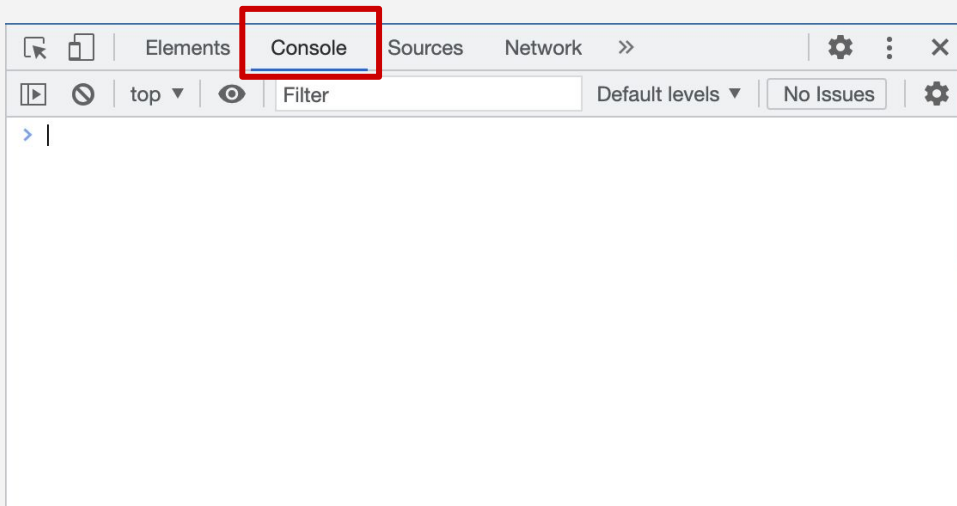 Elements Console Sources Network »
top ▼ Filter Default levels ▼ No Issues
>